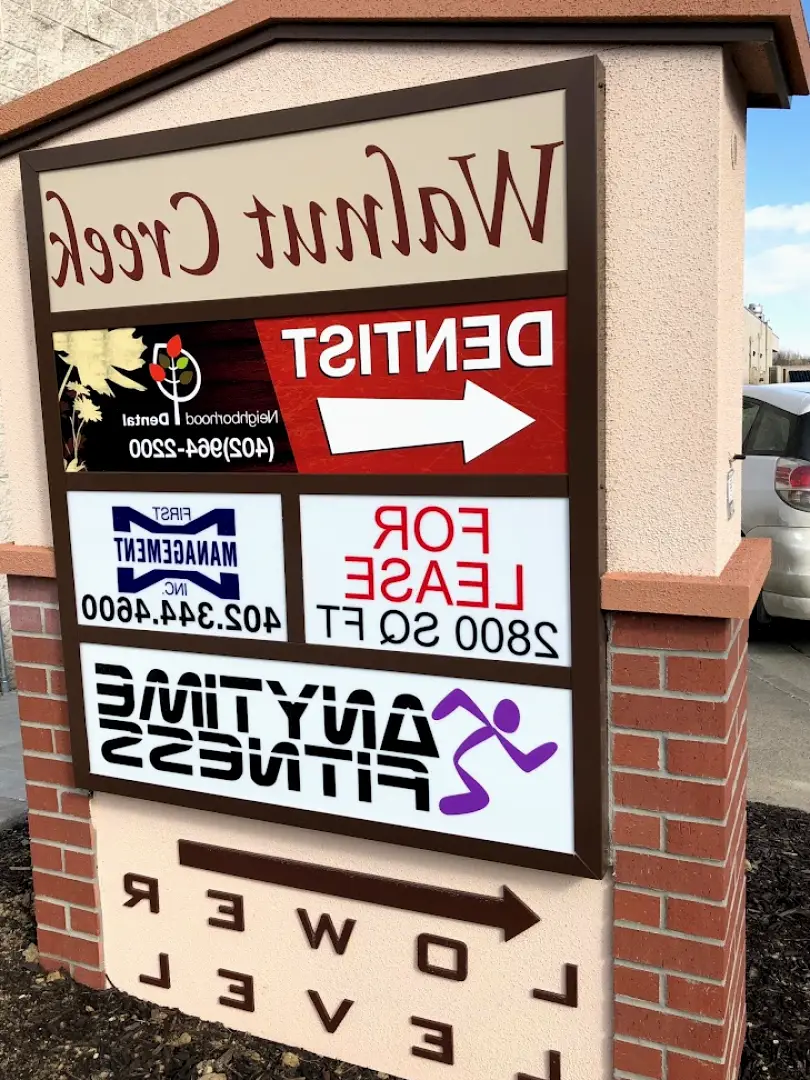 Walnut Creek
DENTIST
Neighborhood Dental
(402)964-2200
FOR
LEASE
2800 SQ FT
FIRST
MANAGEMENT
INC.
402.344.4600
ANYTIME
FITNESS
LOWER
LEVEL